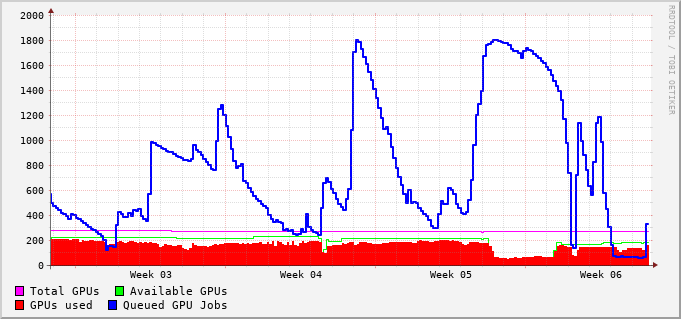 2000
1800
1600
1400
1200
1000
800
600
400
200
0
Week 03 Week 04 Week 05 Week 06
Total GPUs Available GPUs
GPUs used Queued GPU Jobs
RRDTOOL / TOBI OETIKER